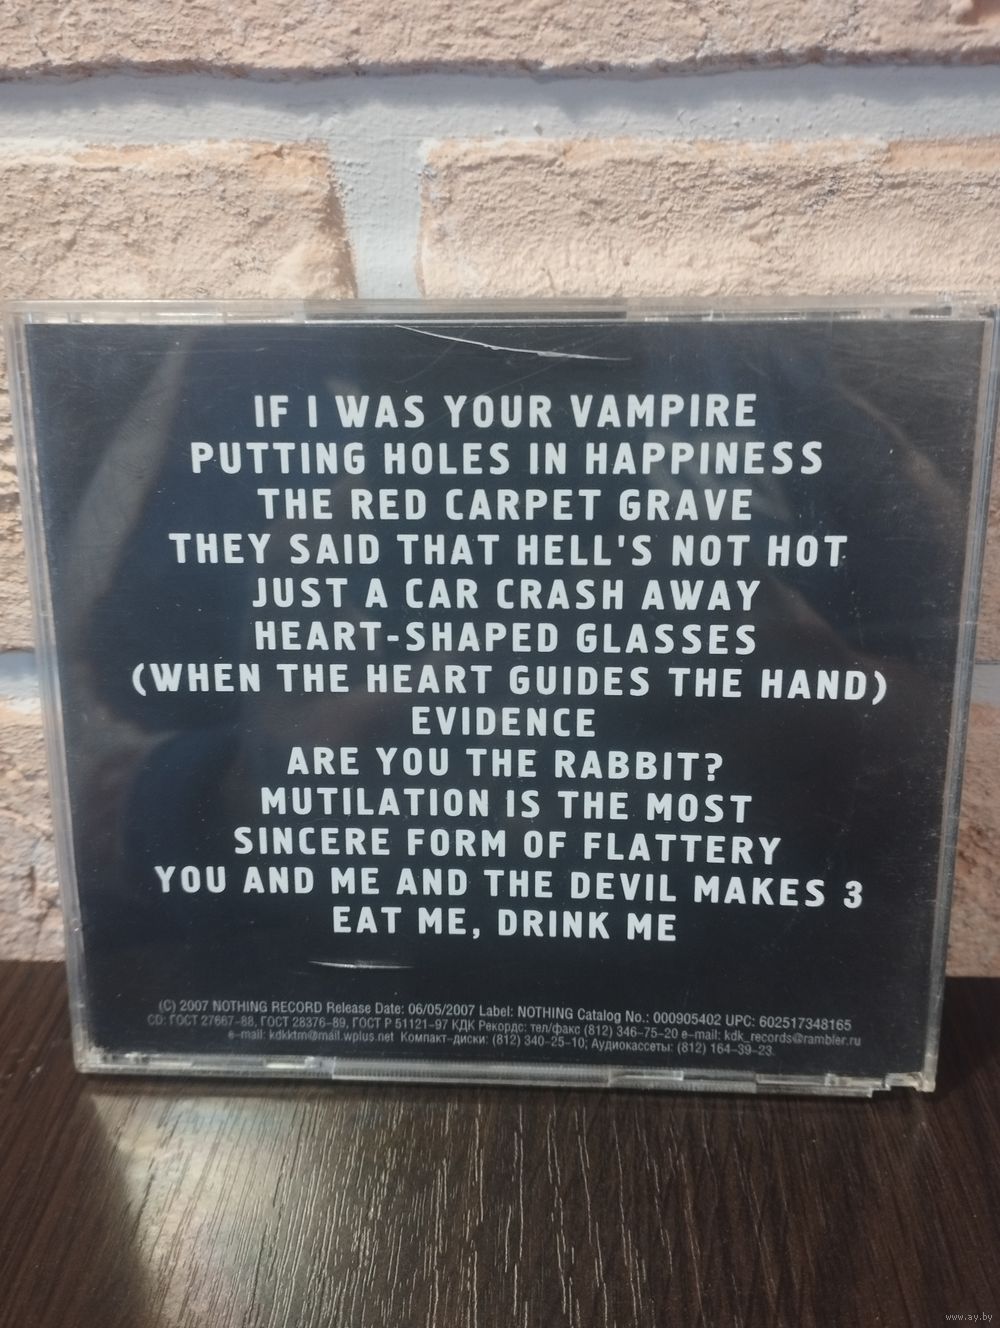 IF I WAS YOUR VAMPIRE
PUTTING HOLES IN HAPPINESS
THE RED CARPET GRAVE
THEY SAID THAT HELL'S NOT HOT
JUST A CAR CRASH AWAY
HEART-SHAPED GLASSES
(WHEN THE HEART GUIDES THE HAND)
EVIDENCE
ARE YOU THE RABBIT?
MUTILATION IS THE MOST
SINCERE FORM OF FLATTERY
YOU AND ME AND THE DEVIL MAKES 3
EAT ME, DRINK ME
(C) 2007 NOTHING RECORD Release Date: 06/05/2007 Label: NOTHING Catalog No.: 000905402 UPC: 602517348165
CD: ГОСТ 27667-88, ГОСТ 28376-89, ГОСТ Р 51121-97 КДК Рекордс: тел/факс (812) 346-75-20 e-mail: kdk_records@rambler.ru
e-mail: kdkktm@mail.wplus.net Компакт-диски: (812) 340-25-10; Аудиокассеты: (812) 164-39-23.
www.ay.by